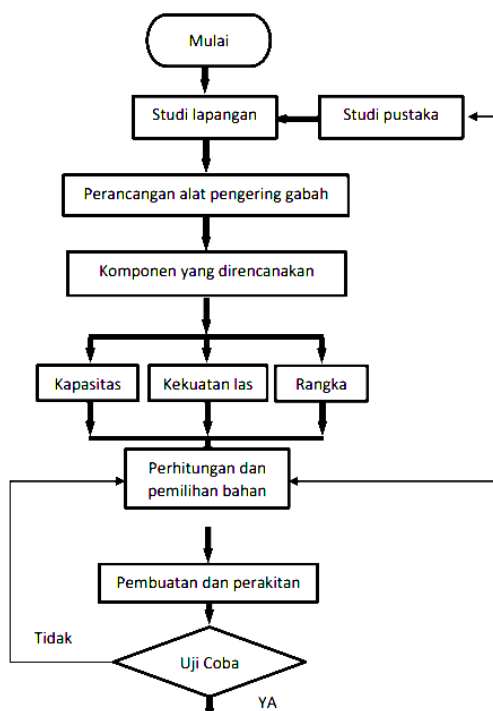 Mulai
Studi lapangan
Studi pustaka
Perancangan alat pengering gabah
Komponen yang direncanakan
Kapasitas
Kekuatan las
Rangka
Perhitungan dan
pemilihan bahan
Pembuatan dan perakitan
Tidak
Uji Coba
YA